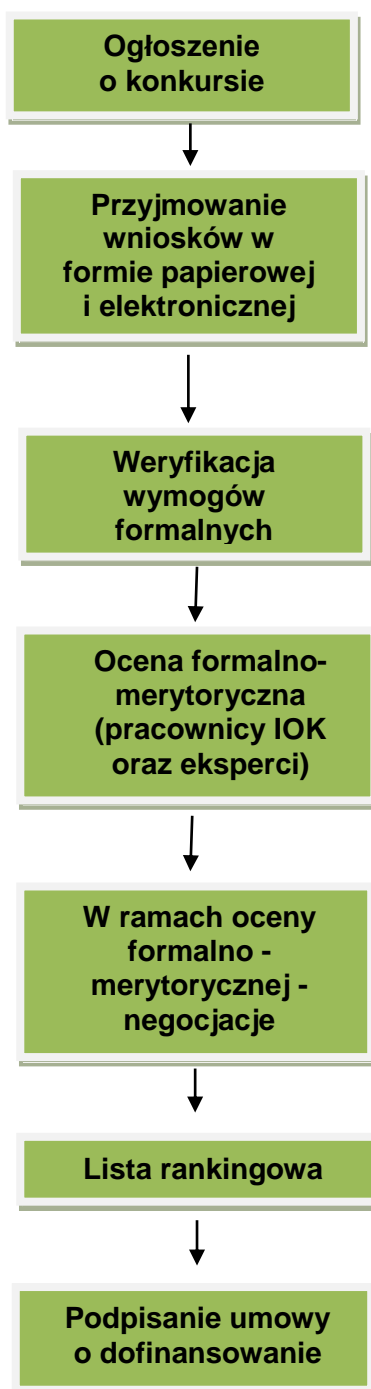 Ogłoszenie
o konkursie
Przyjmowanie
wniosków w
formie papierowej
i elektronicznej
Weryfikacja
wymogów
formalnych
Ocena formalno-
merytoryczna
(pracownicy IOK
oraz eksperci)
W ramach oceny
formalno -
merytorycznej -
negocjacje
Lista rankingowa
Podpisanie umowy
o dofinansowanie